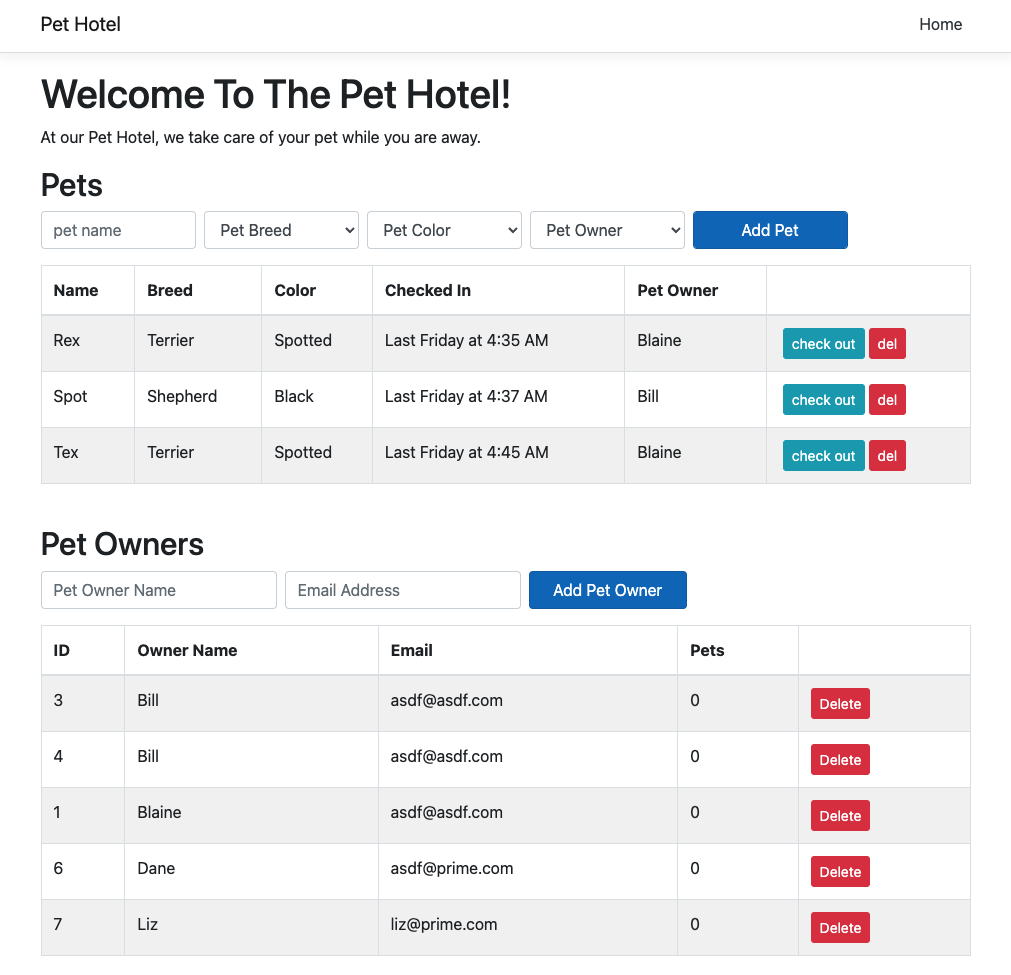 Pet Hotel Home
Welcome To The Pet Hotel!
At our Pet Hotel, we take care of your pet while you are away.
Pets
pet name Pet Breed Pet Color Pet Owner Add Pet
Name Breed Color Checked In Pet Owner
Rex Terrier Spotted Last Friday at 4:35 AM Blaine check out del
Spot Shepherd Black Last Friday at 4:37 AM Bill check out del
Tex Terrier Spotted Last Friday at 4:45 AM Blaine check out del
Pet Owners
Pet Owner Name Email Address Add Pet Owner
ID Owner Name Email Pets
3 Bill asdf@asdf.com 0 Delete
4 Bill asdf@asdf.com 0 Delete
1 Blaine asdf@asdf.com 0 Delete
6 Dane asdf@prime.com 0 Delete
7 Liz liz@prime.com 0 Delete